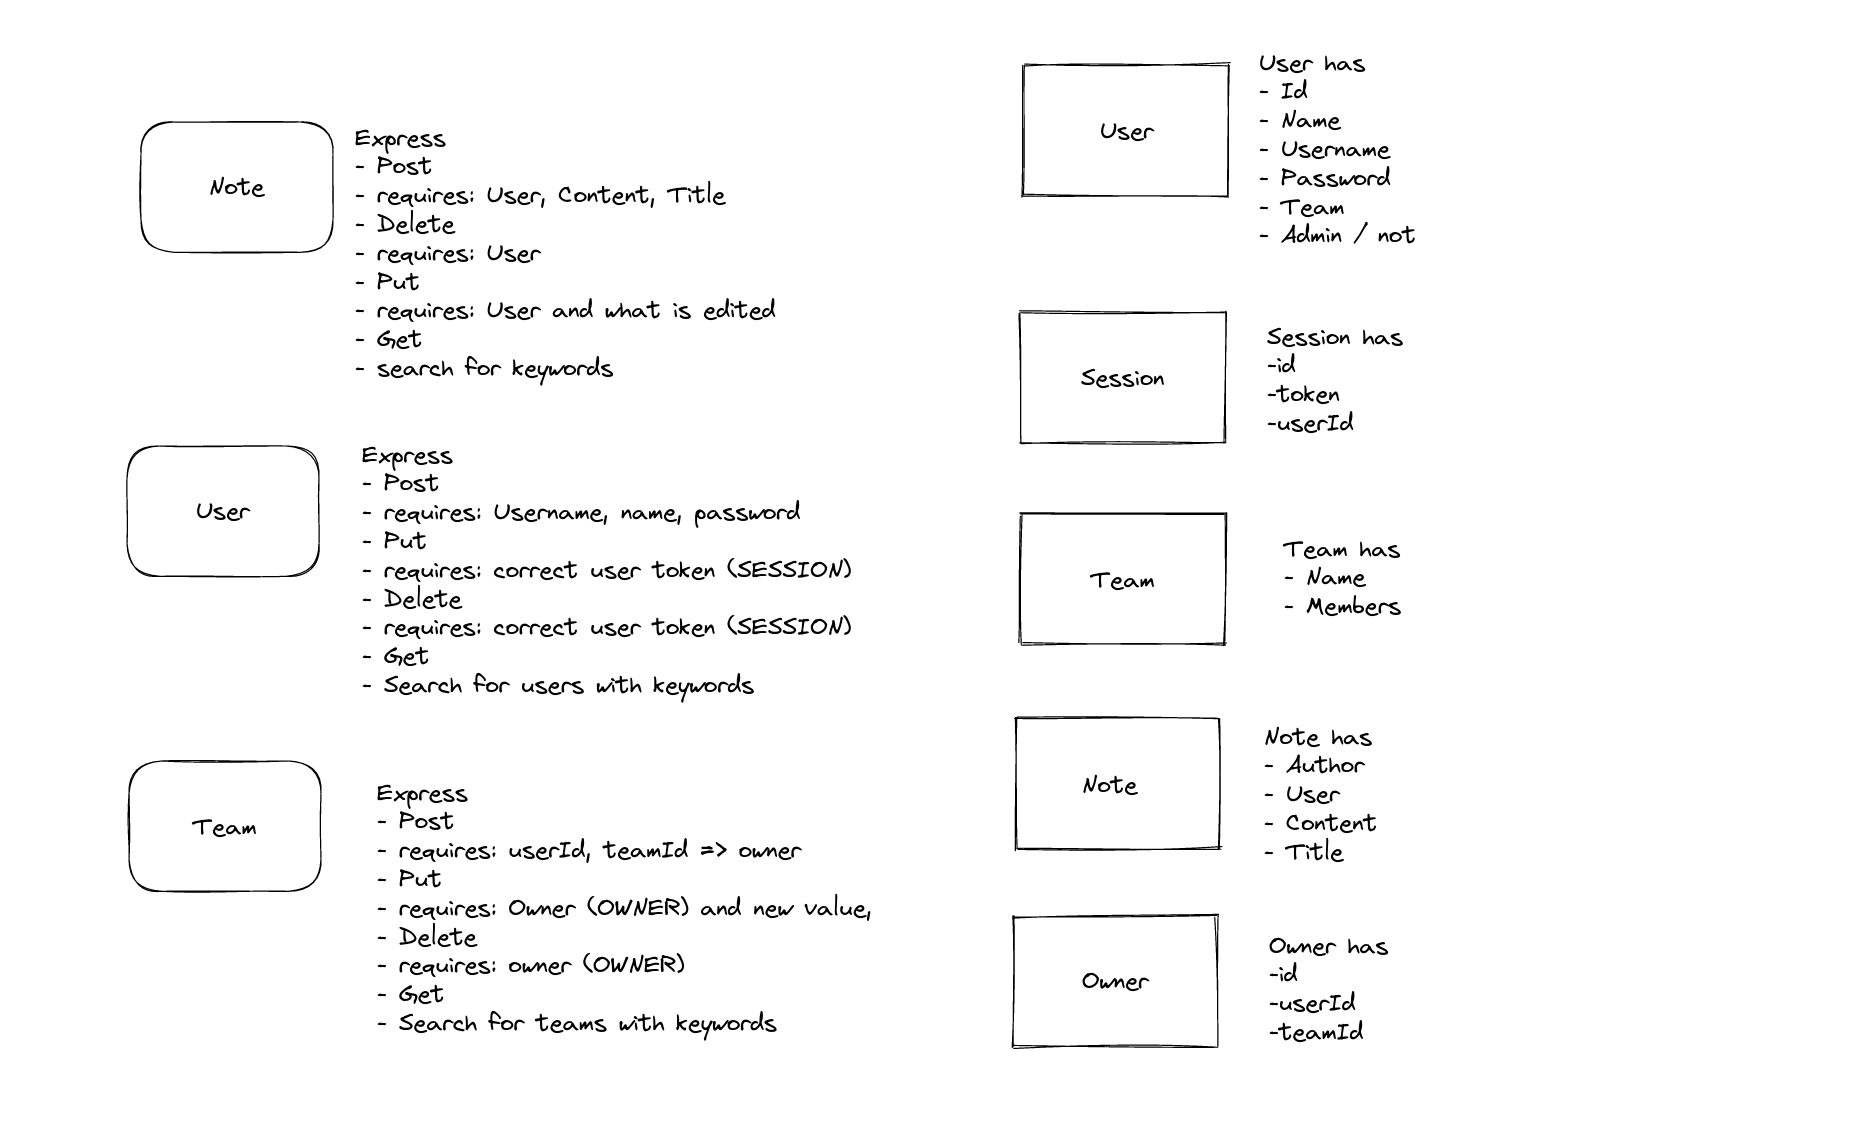 Note
Express
- Post
- requires: User, Content, Title
- Delete
- requires: User
- Put
- requires: User and what is edited
- Get
- search for keywords
User
Express
- Post
- requires: Username, name, password
- Put
- requires: correct user token (SESSION)
- Delete
- requires: correct user token (SESSION)
- Get
- Search for users with keywords
Team
Express
- Post
- requires: userId, teamId => owner
- Put
- requires: Owner (OWNER) and new value,
- Delete
- requires: owner (OWNER)
- Get
- Search for teams with keywords
User
User has
- Id
- Name
- Username
- Password
- Team
- Admin / not
Session
Session has
-id
-token
-userId
Team
Team has
- Name
- Members
Note
Note has
- Author
- User
- Content
- Title
Owner
Owner has
-id
-userId
-teamId